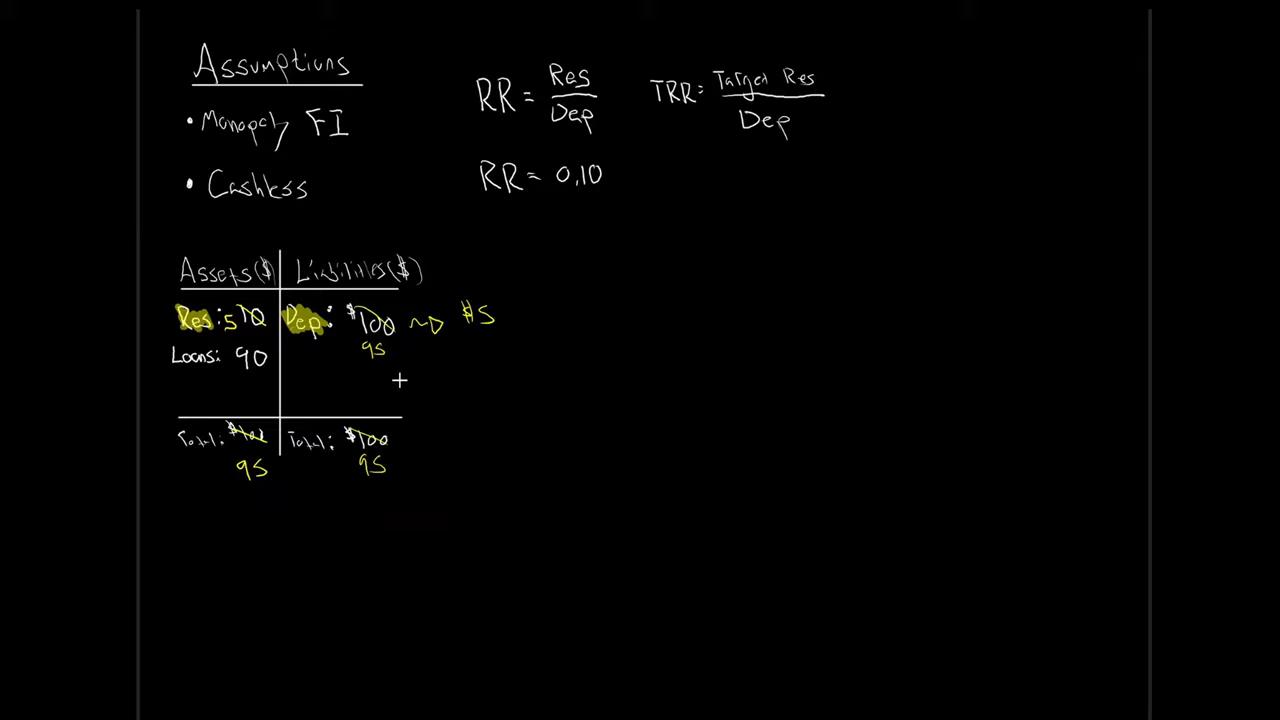 Assumptions
• Monopoly FI
• Cashless
RR = Res / Dep
TRR = Target Res / Dep
RR = 0.10
Assets($) Liabilities($)
Res: 5 10 Dep: $100 ~> $5
95
Loans: 90
+
Total: $100 Total: $100
95 95